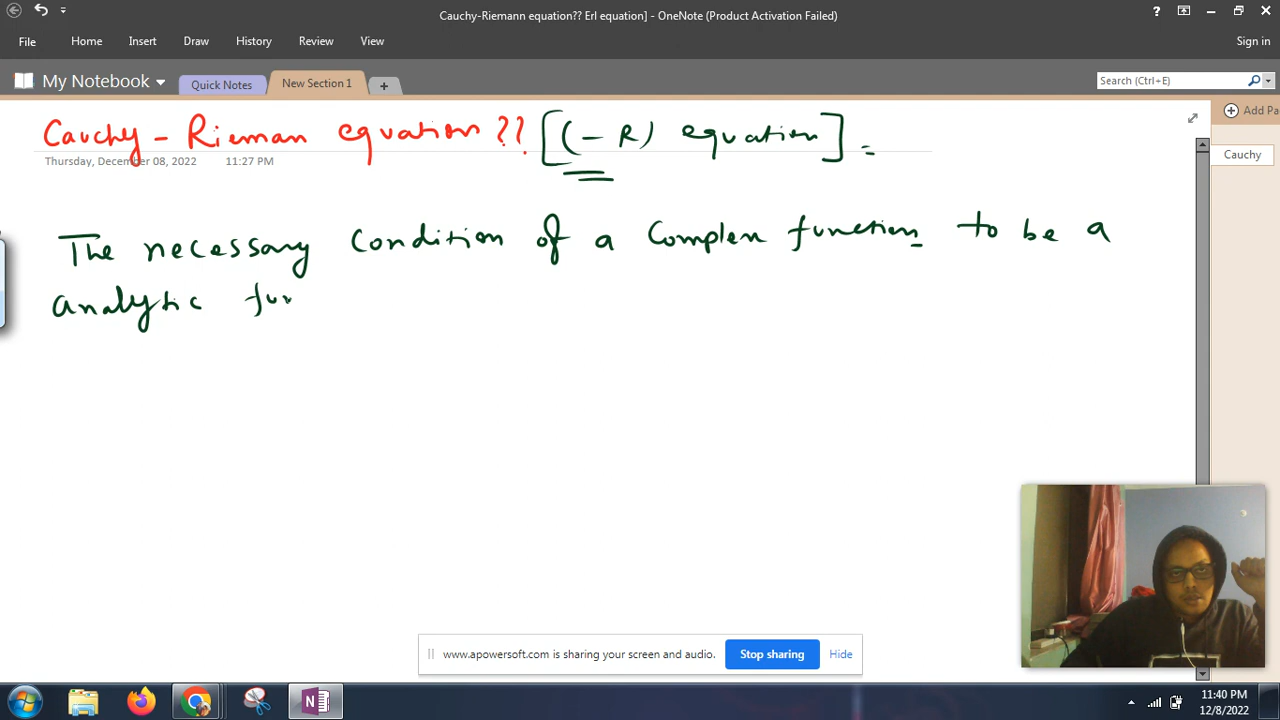 Cauchy-Riemann equation?? Erl equation] - OneNote (Product Activation Failed)
File Home Insert Draw History Review View
Sign in
My Notebook Quick Notes New Section 1
Search (Ctrl+E)
Add Pa
Cauchy
Cauchy - Rieman equation ?? [(- R) equation] =
Thursday, December 08, 2022 11:27 PM
The necessary condition of a complex function to be a
analytic fun
www.apowersoft.com is sharing your screen and audio. Stop sharing Hide
11:40 PM
12/8/2022